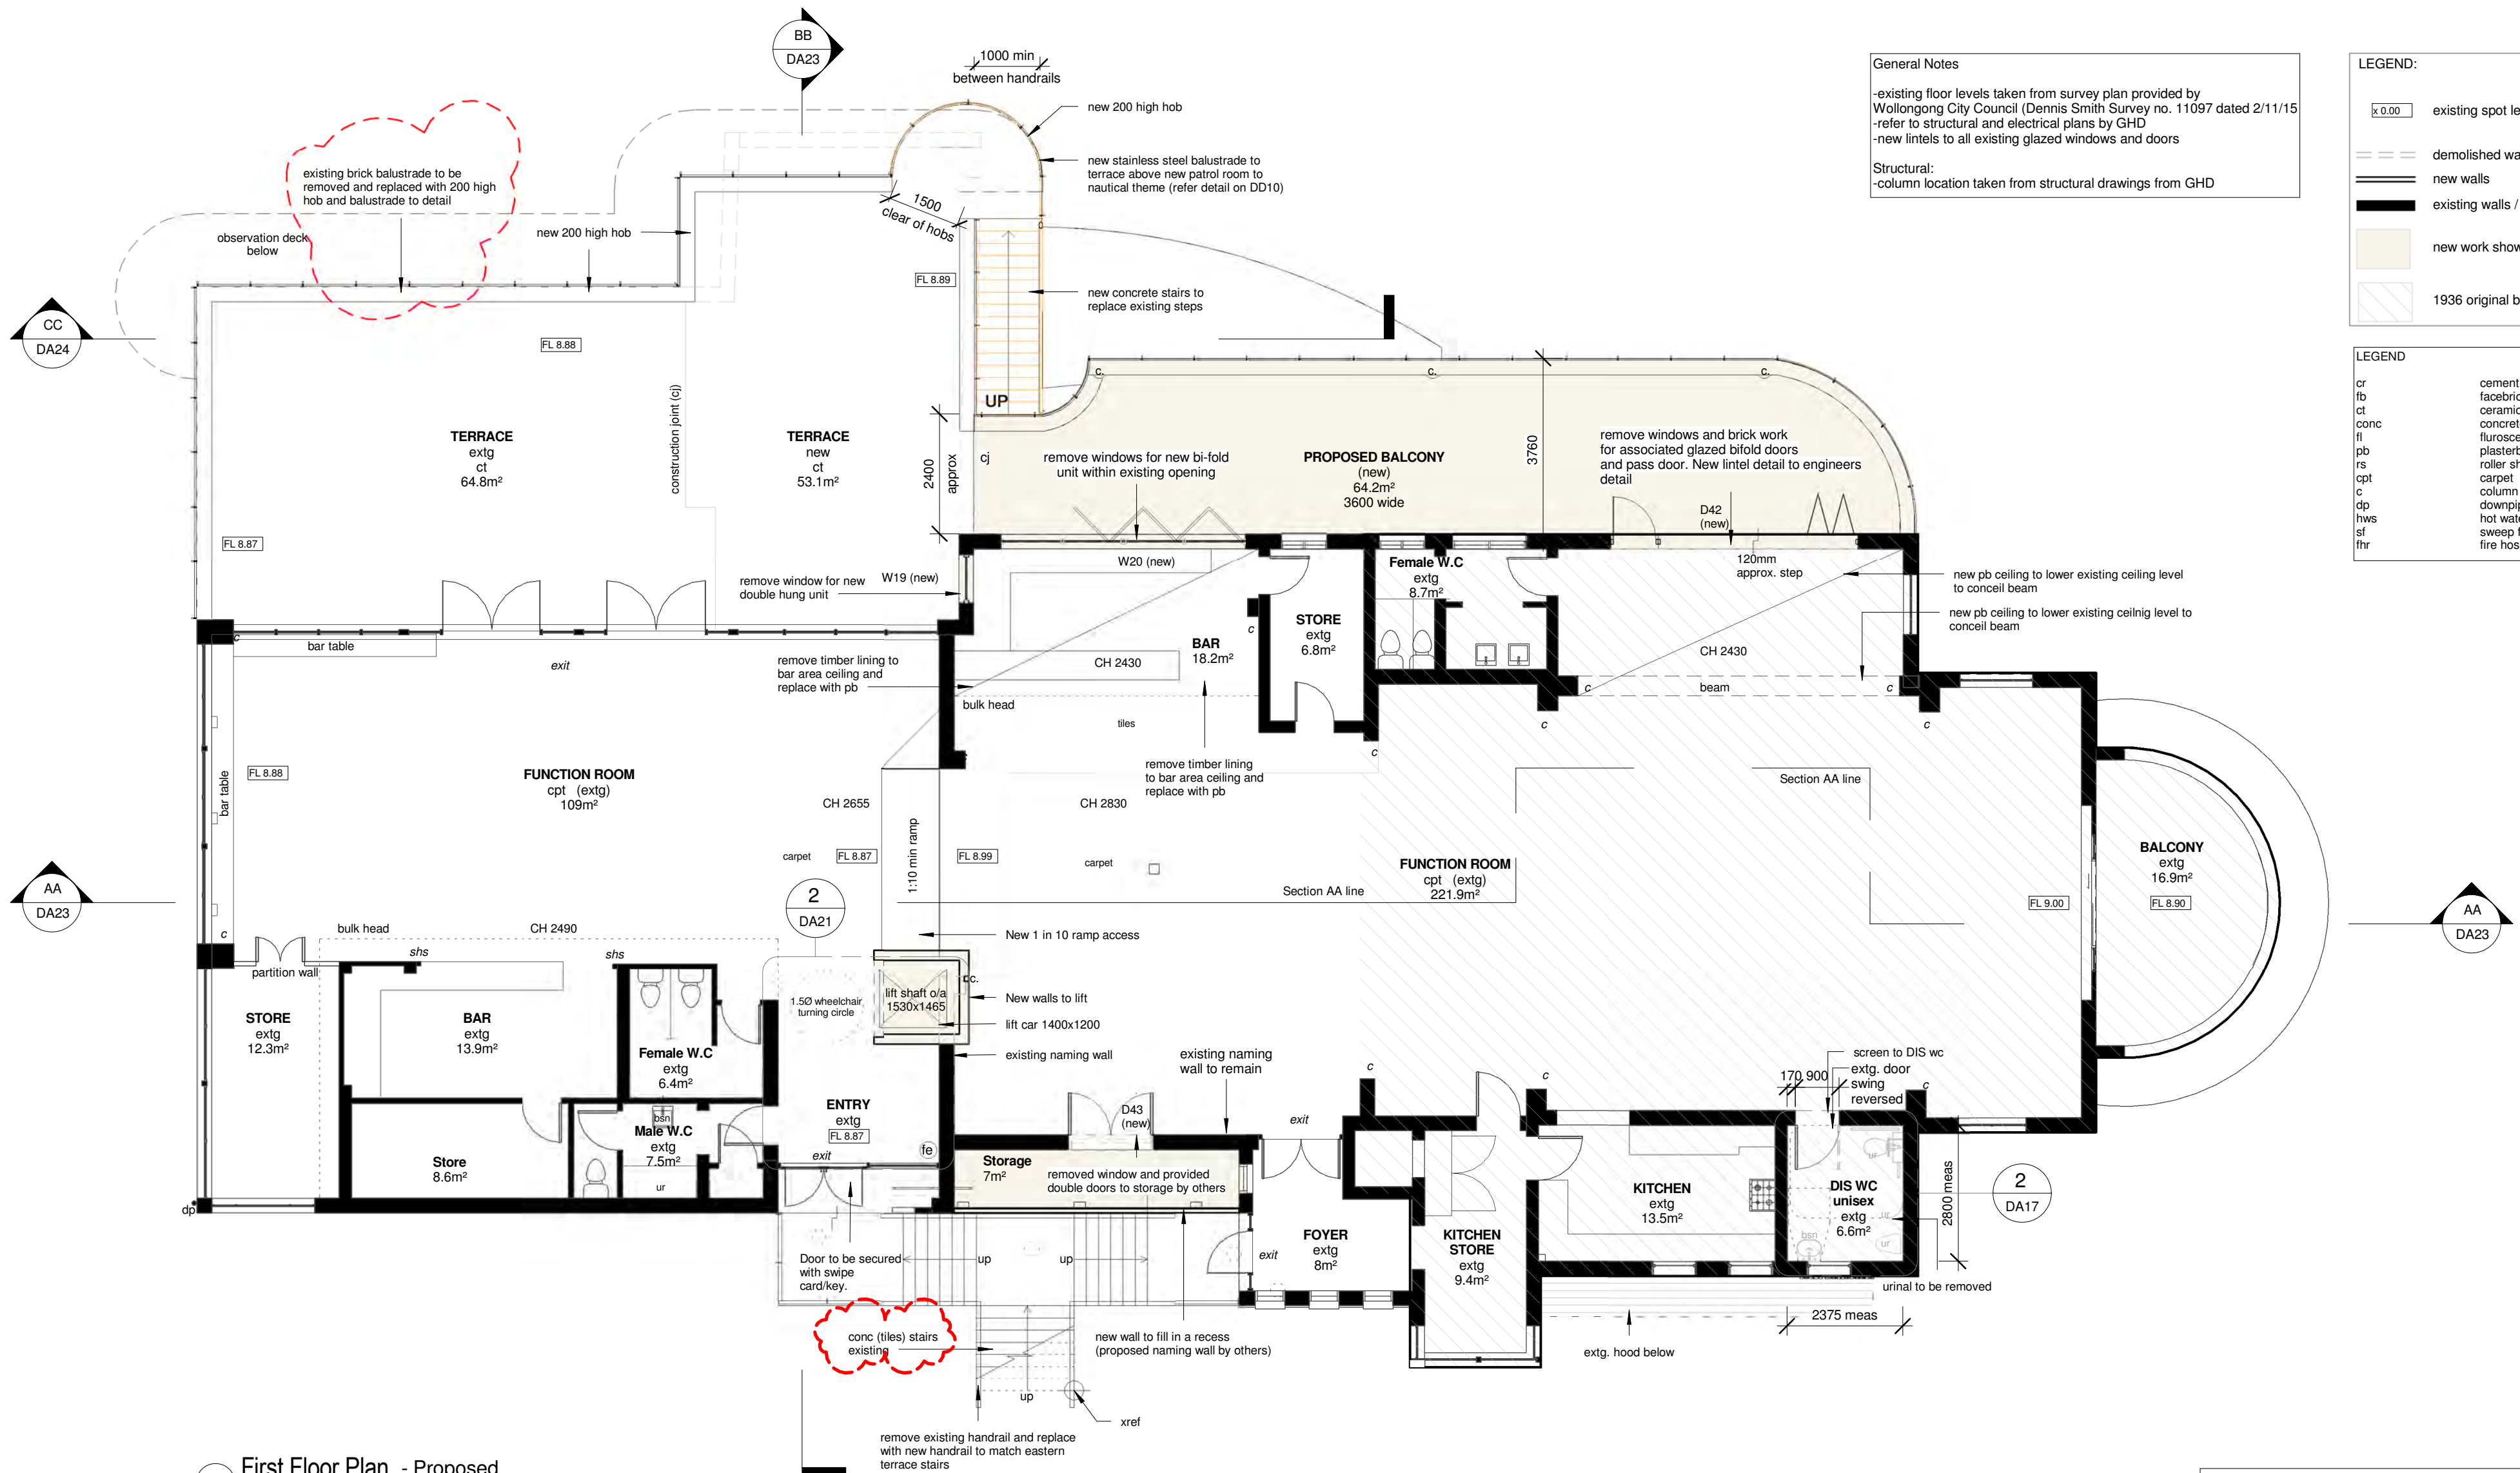 BB
DA23
1000 min
between handrails
new 200 high hob
new stainless steel balustrade to
terrace above new patrol room to
nautical theme (refer detail on DD10)
General Notes
-existing floor levels taken from survey plan provided by
Wollongong City Council (Dennis Smith Survey no. 11097 dated 2/11/15
-refer to structural and electrical plans by GHD
-new lintels to all existing glazed windows and doors
Structural:
-column location taken from structural drawings from GHD
LEGEND:
x 0.00
existing spot le
demolished wa
new walls
existing walls /
new work show
1936 original b
LEGEND
cr cement
fb facebric
ct ceramic
conc concret
fl flurosce
pb plasterb
rs roller sh
cpt carpet
c column
dp downpip
hws hot wate
sf sweep f
fhr fire hos
existing brick balustrade to be
removed and replaced with 200 high
hob and balustrade to detail
observation deck
below
new 200 high hob
1500
clear of hobs
FL 8.89
new concrete stairs to
replace existing steps
CC
DA24
FL 8.88
construction joint (cj)
UP
TERRACE
extg
ct
64.8m²
TERRACE
new
ct
53.1m²
2400
approx
cj
c.
c.
c.
remove windows for new bi-fold
unit within existing opening
PROPOSED BALCONY
(new)
64.2m²
3600 wide
3760
remove windows and brick work
for associated glazed bifold doors
and pass door. New lintel detail to engineers
detail
D42
(new)
FL 8.87
remove window for new
double hung unit
W19 (new)
W20 (new)
Female W.C
extg
8.7m²
120mm
approx. step
new pb ceiling to lower existing ceiling level
to conceil beam
new pb ceiling to lower existing ceilnig level to
conceil beam
c
bar table
exit
remove timber lining to
bar area ceiling and
replace with pb
CH 2430
BAR
18.2m²
c
STORE
extg
6.8m²
CH 2430
c
beam
c
bulk head
tiles
c
c
c
remove timber lining
to bar area ceiling and
replace with pb
bar table
FL 8.88
FUNCTION ROOM
cpt (extg)
109m²
CH 2655
CH 2830
Section AA line
1:10 min ramp
carpet
FL 8.87
FL 8.99
carpet
FUNCTION ROOM
cpt (extg)
221.9m²
Section AA line
BALCONY
extg
16.9m²
FL 9.00
FL 8.90
AA
DA23
AA
DA23
2
DA21
c
bulk head
CH 2490
New 1 in 10 ramp access
shs
shs
partition wall
c.
1.5Ø wheelchair
turning circle
lift shaft o/a
1530x1465
New walls to lift
lift car 1400x1200
existing naming wall
existing naming
wall to remain
STORE
extg
12.3m²
BAR
extg
13.9m²
Female W.C
extg
6.4m²
c
c
c
screen to DIS wc
extg. door
swing
reversed
170
900
ENTRY
extg
FL 8.87
fe
exit
D43
(new)
exit
bsn
Male W.C
extg
7.5m²
ur
Store
8.6m²
Storage
7m²
removed window and provided
double doors to storage by others
KITCHEN
extg
13.5m²
DIS WC
unisex
extg
6.6m²
ur
ur
ur
bsn
28000 meas
2
DA17
dp
Door to be secured
with swipe
card/key.
up
up
exit
FOYER
extg
8m²
KITCHEN
STORE
extg
9.4m²
urinal to be removed
2375 meas
conc (tiles) stairs
existing
new wall to fill in a recess
(proposed naming wall by others)
extg. hood below
up
xref
remove existing handrail and replace
with new handrail to match eastern
terrace stairs
First Floor Plan - Proposed